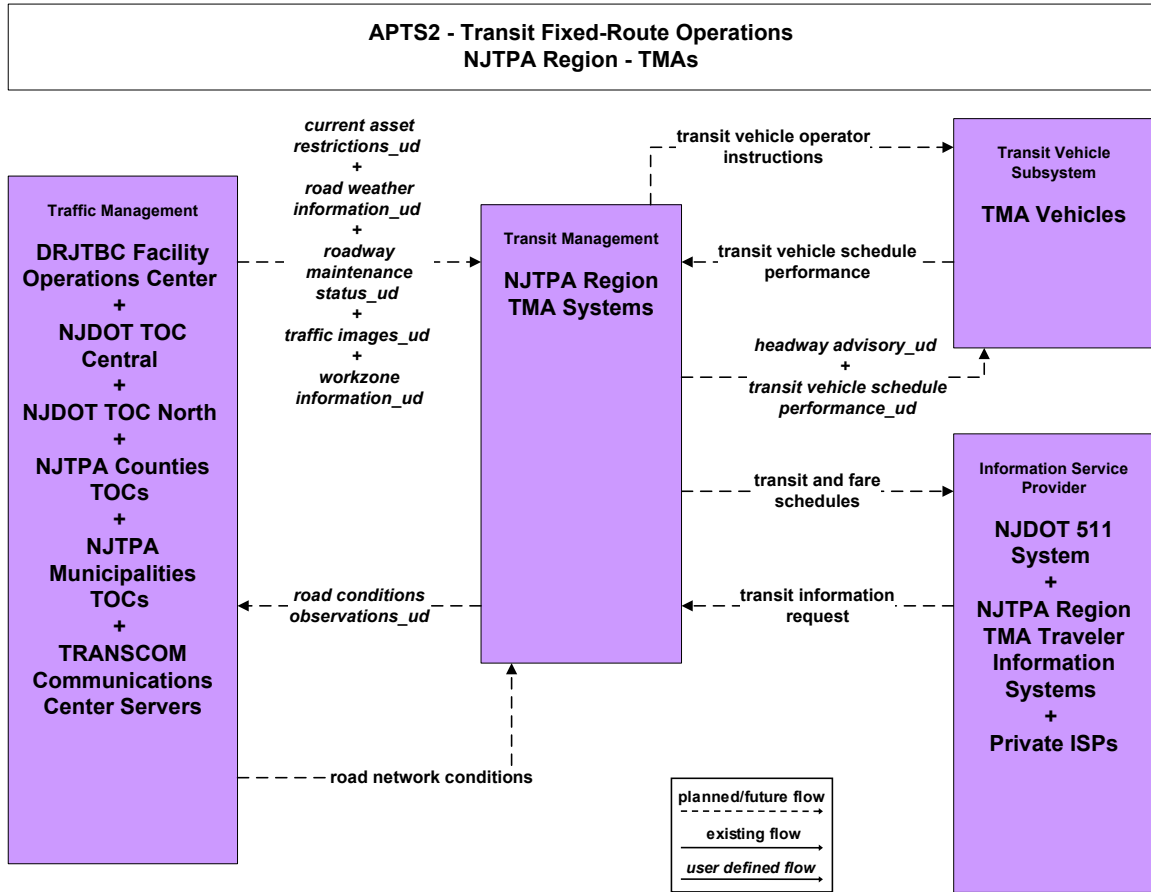 APTS2 - Transit Fixed-Route Operations
NJTPA Region - TMAs
Traffic Management
DRJTBC Facility
Operations Center
+
NJDOT TOC
Central
+
NJDOT TOC North
+
NJTPA Counties
TOCs
+
NJTPA
Municipalities
TOCs
+
TRANSCOM
Communications
Center Servers
current asset
restrictions_ud
+
road weather
information_ud
+
roadway
maintenance
status_ud
+
traffic images_ud
+
workzone
information_ud
road conditions
observations_ud
road network conditions
Transit Management
NJTPA Region
TMA Systems
transit vehicle operator
instructions
transit vehicle schedule
performance
headway advisory_ud
+
transit vehicle schedule
performance_ud
transit and fare
schedules
transit information
request
Transit Vehicle
Subsystem
TMA Vehicles
Information Service
Provider
NJDOT 511
System
+
NJTPA Region
TMA Traveler
Information
Systems
+
Private ISPs
planned/future flow
existing flow
user defined flow